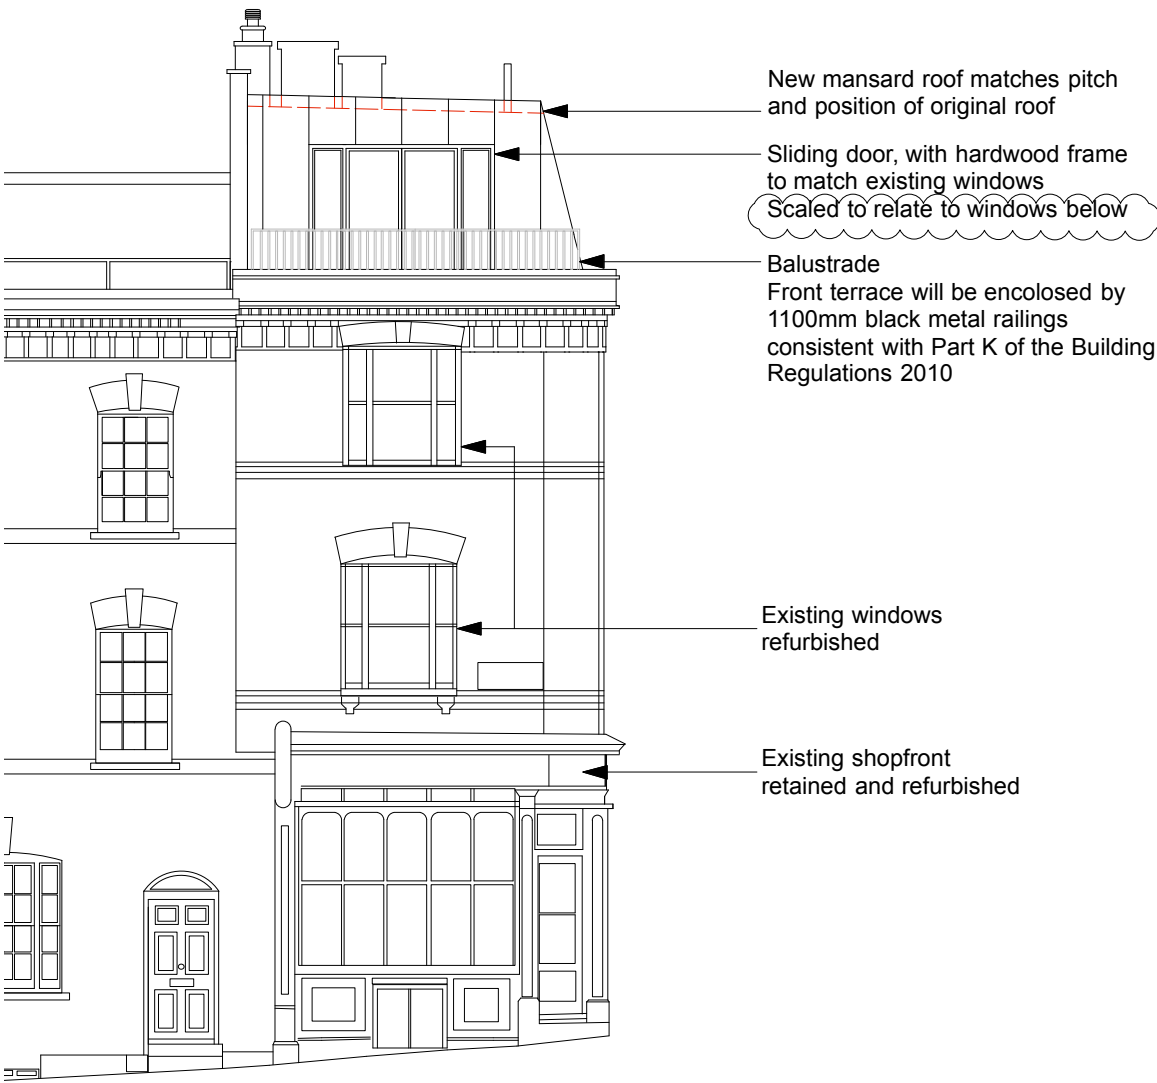 New mansard roof matches pitch
and position of original roof
Sliding door, with hardwood frame
to match existing windows
Scaled to relate to windows below
Balustrade
Front terrace will be encolosed by
1100mm black metal railings
consistent with Part K of the Building
Regulations 2010
Existing windows
refurbished
Existing shopfront
retained and refurbished